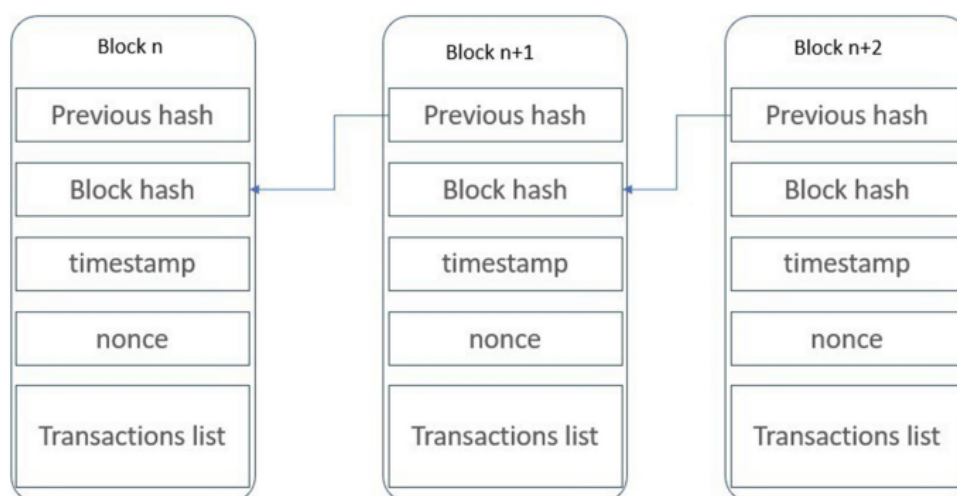 Block n
Previous hash
Block hash
timestamp
nonce
Transactions list
Block n+1
Previous hash
Block hash
timestamp
nonce
Transactions list
Block n+2
Previous hash
Block hash
timestamp
nonce
Transactions list